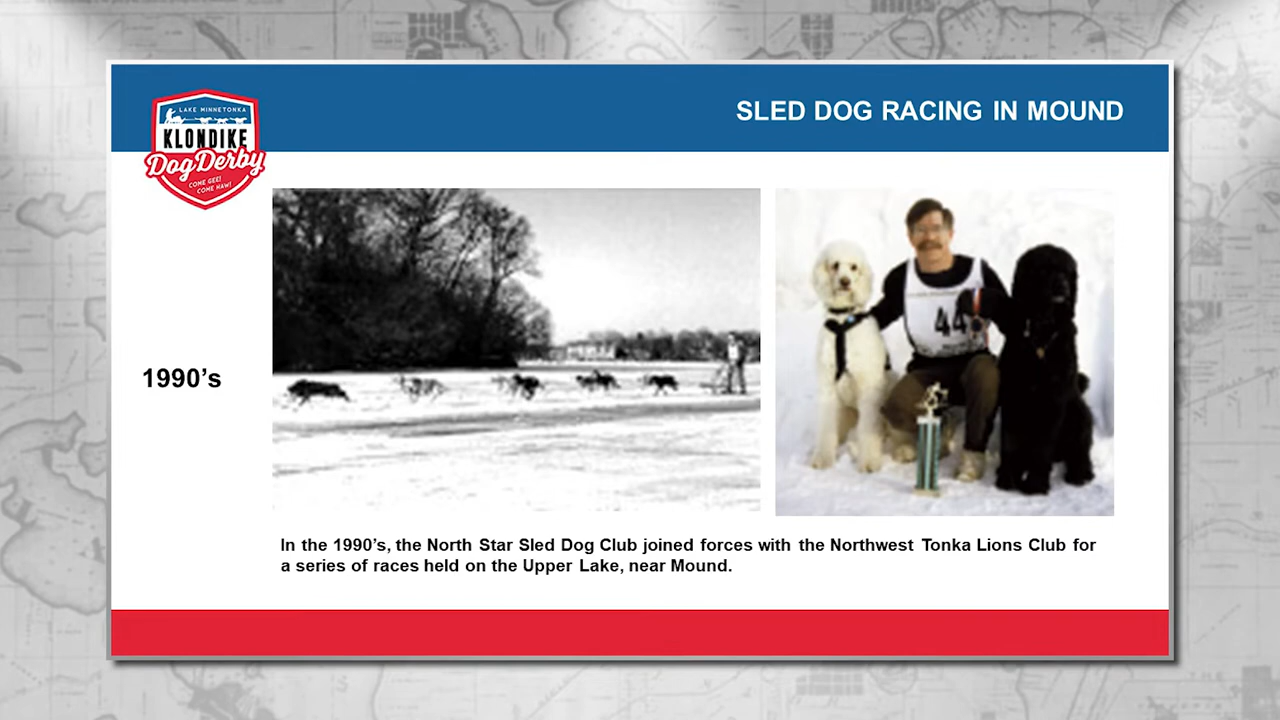 SLED DOG RACING IN MOUND
LAKE MINNETONKA
KLONDIKE
Dog Derby
COME GEE!
COME HAW!
44
1990's
In the 1990's, the North Star Sled Dog Club joined forces with the Northwest Tonka Lions Club for
a series of races held on the Upper Lake, near Mound.